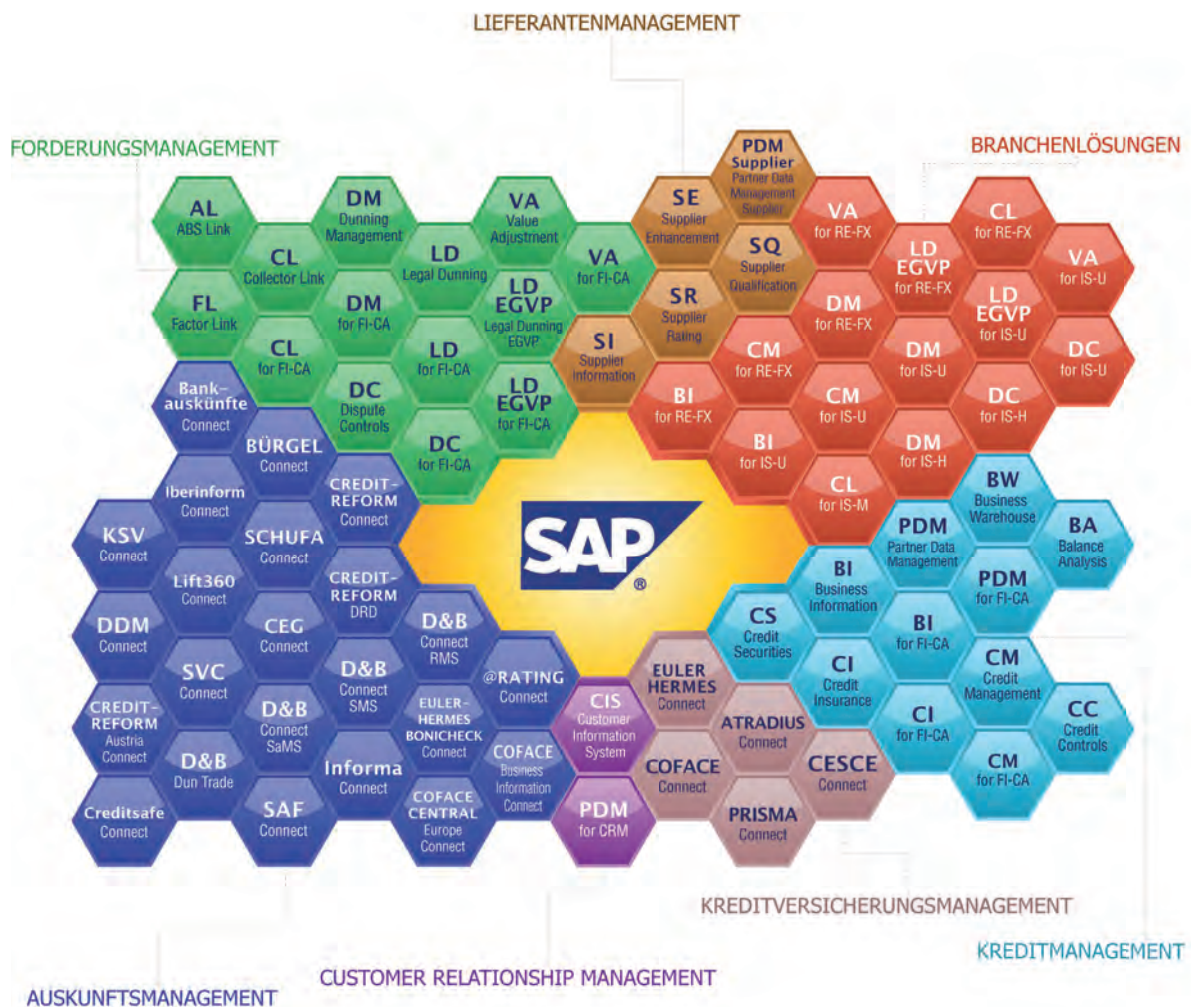 LIEFERANTENMANAGEMENT
FORDERUNGSMANAGEMENT
BRANCHENLÖSUNGEN
AL
ABS Link
CL
Collector Link
DM
Dunning
Management
LD
Legal Dunning
VA
Value
Adjustment
VA
for FI-CA
FL
Factor Link
CL
for FI-CA
DM
for FI-CA
LD
for FI-CA
LD
EGVP
Legal Dunning
EGVP
DC
Dispute
Controls
DC
for FI-CA
LD
EGVP
for FI-CA
PDM
Supplier
Partner Data
Management
Supplier
SE
Supplier
Enhancement
SQ
Supplier
Qualification
SR
Supplier
Rating
SI
Supplier
Information
VA
for RE-FX
CL
for RE-FX
LD
EGVP
for RE-FX
VA
for IS-U
DM
for RE-FX
LD
EGVP
for IS-U
CM
for RE-FX
DM
for IS-U
DC
for IS-U
BI
for RE-FX
CM
for IS-U
DC
for IS-H
BI
for IS-U
DM
for IS-H
CL
for IS-M
SAP
®
Bank-
auskünfte
Connect
BÜRGEL
Connect
Iberinform
Connect
CREDIT-
REFORM
Connect
KSV
Connect
SCHUFA
Connect
Lift360
Connect
CREDIT-
REFORM
DRD
DDM
Connect
CEG
Connect
D&B
Connect
RMS
SVC
Connect
D&B
Connect
SMS
@RATING
Connect
CREDIT-
REFORM
Austria
Connect
D&B
Connect
SaMS
EULER-
HERMES
BONICHECK
Connect
D&B
Dun Trade
Informa
Connect
COFACE
Business
Information
Connect
Creditsafe
Connect
SAF
Connect
COFACE
CENTRAL
Europe
Connect
CIS
Customer
Information
System
PDM
for CRM
EULER
HERMES
Connect
ATRADIUS
Connect
COFACE
Connect
CESCE
Connect
PRISMA
Connect
BW
Business
Warehouse
PDM
Partner Data
Management
BA
Balance
Analysis
BI
Business
Information
PDM
for FI-CA
CS
Credit
Securities
BI
for FI-CA
CI
Credit
Insurance
CM
Credit
Management
CI
for FI-CA
CC
Credit
Controls
CM
for FI-CA
KREDITVERSICHERUNGSMANAGEMENT
KREDITMANAGEMENT
CUSTOMER RELATIONSHIP MANAGEMENT
AUSKUNFTSMANAGEMENT